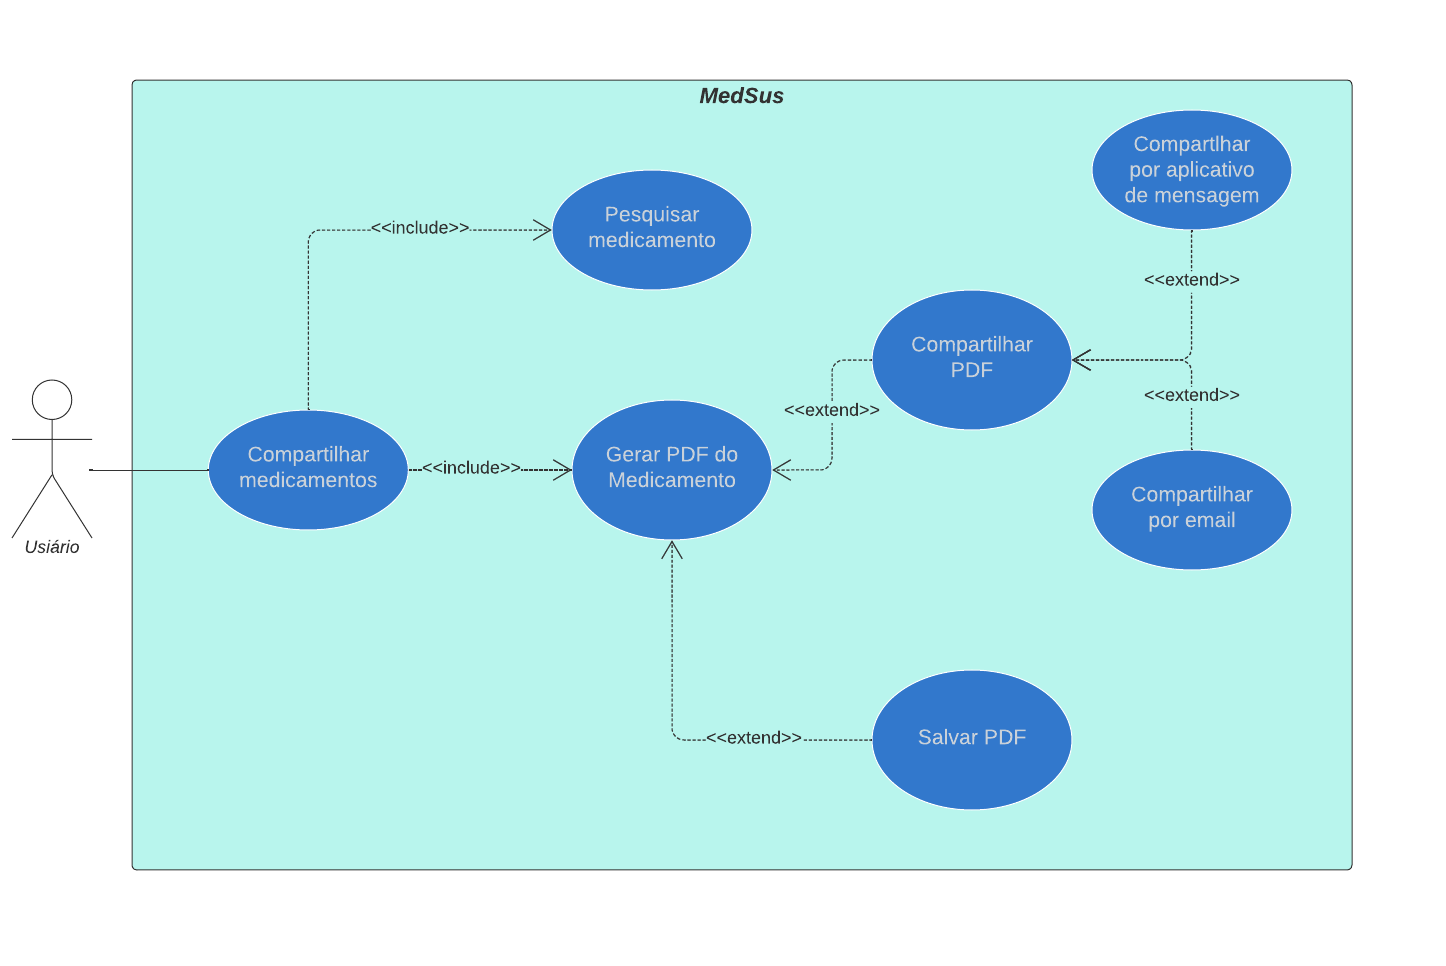 MedSus
Compartlhar
por aplicativo
de mensagem
Pesquisar
medicamento
<<include>>
<<extend>>
Compartilhar
PDF
<<extend>>
<<extend>>
Compartilhar
medicamentos
<<include>>
Gerar PDF do
Medicamento
Compartilhar
por email
Usiário
<<extend>>
Salvar PDF